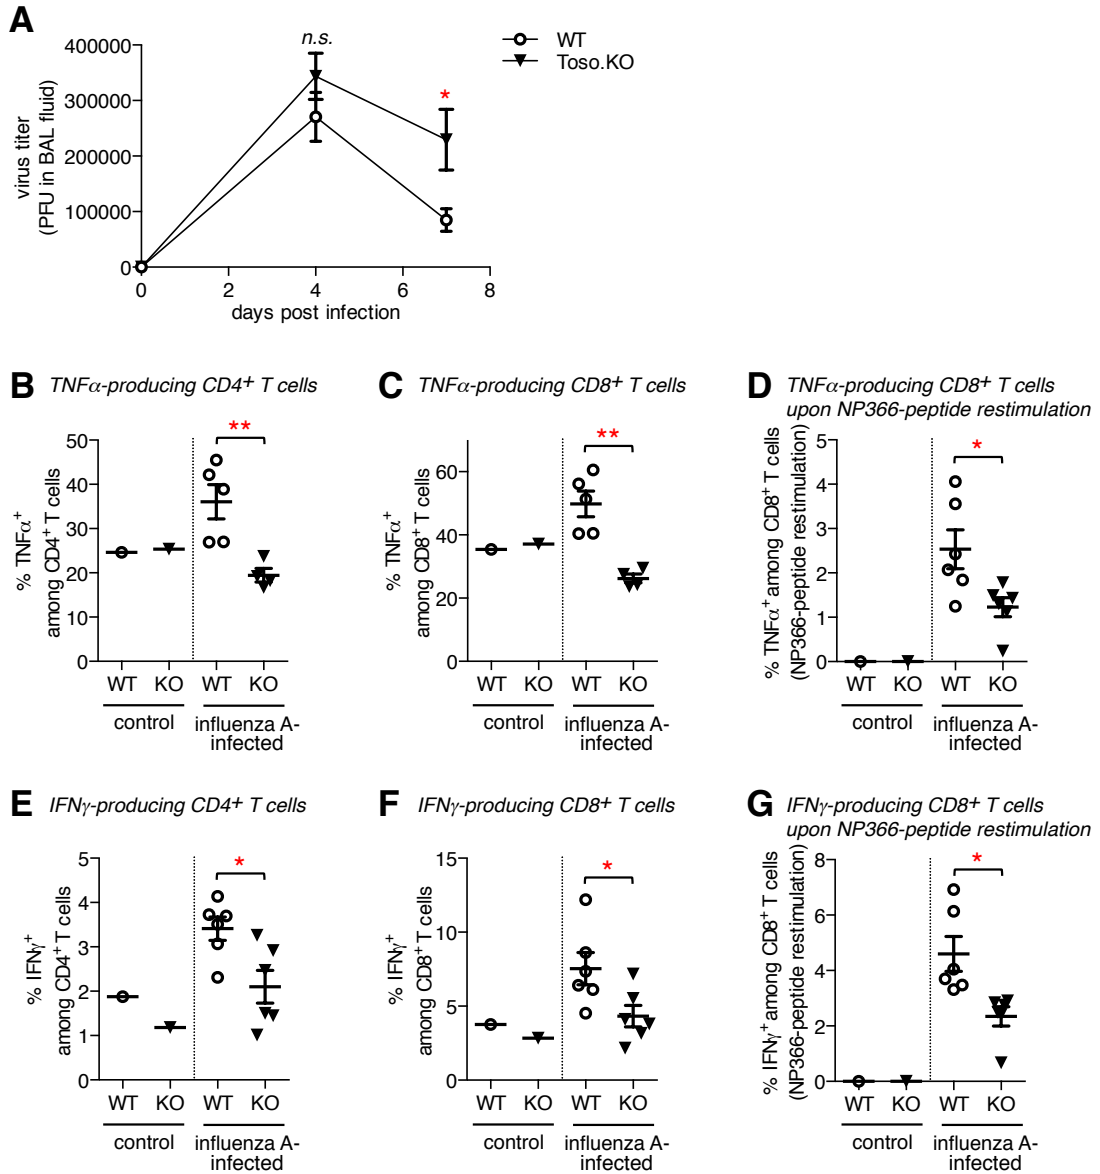 A
n.s.
WT
Toso.KO
*
400000
300000
200000
100000
0
virus titer
(PFU in BAL fluid)
0 2 4 6 8
days post infection
B TNFα-producing CD4+ T cells
**
50
40
30
20
10
0
% TNFα+
among CD4+ T cells
WT KO WT KO
control influenza A-
infected
C TNFα-producing CD8+ T cells
**
60
40
20
0
% TNFα+
among CD8+ T cells
WT KO WT KO
control influenza A-
infected
D TNFα-producing CD8+ T cells
upon NP366-peptide restimulation
*
5
4
3
2
1
0
% TNFα+ among CD8+ T cells
(NP366-peptide restimulation)
WT KO WT KO
control influenza A-
infected
E IFNγ-producing CD4+ T cells
*
5
4
3
2
1
0
% IFNγ+
among CD4+ T cells
WT KO WT KO
control influenza A-
infected
F IFNγ-producing CD8+ T cells
*
15
10
5
0
% IFNγ+
among CD8+ T cells
WT KO WT KO
control influenza A-
infected
G IFNγ-producing CD8+ T cells
upon NP366-peptide restimulation
*
8
6
4
2
0
% IFNγ+ among CD8+ T cells
(NP366-peptide restimulation)
WT KO WT KO
control influenza A-
infected